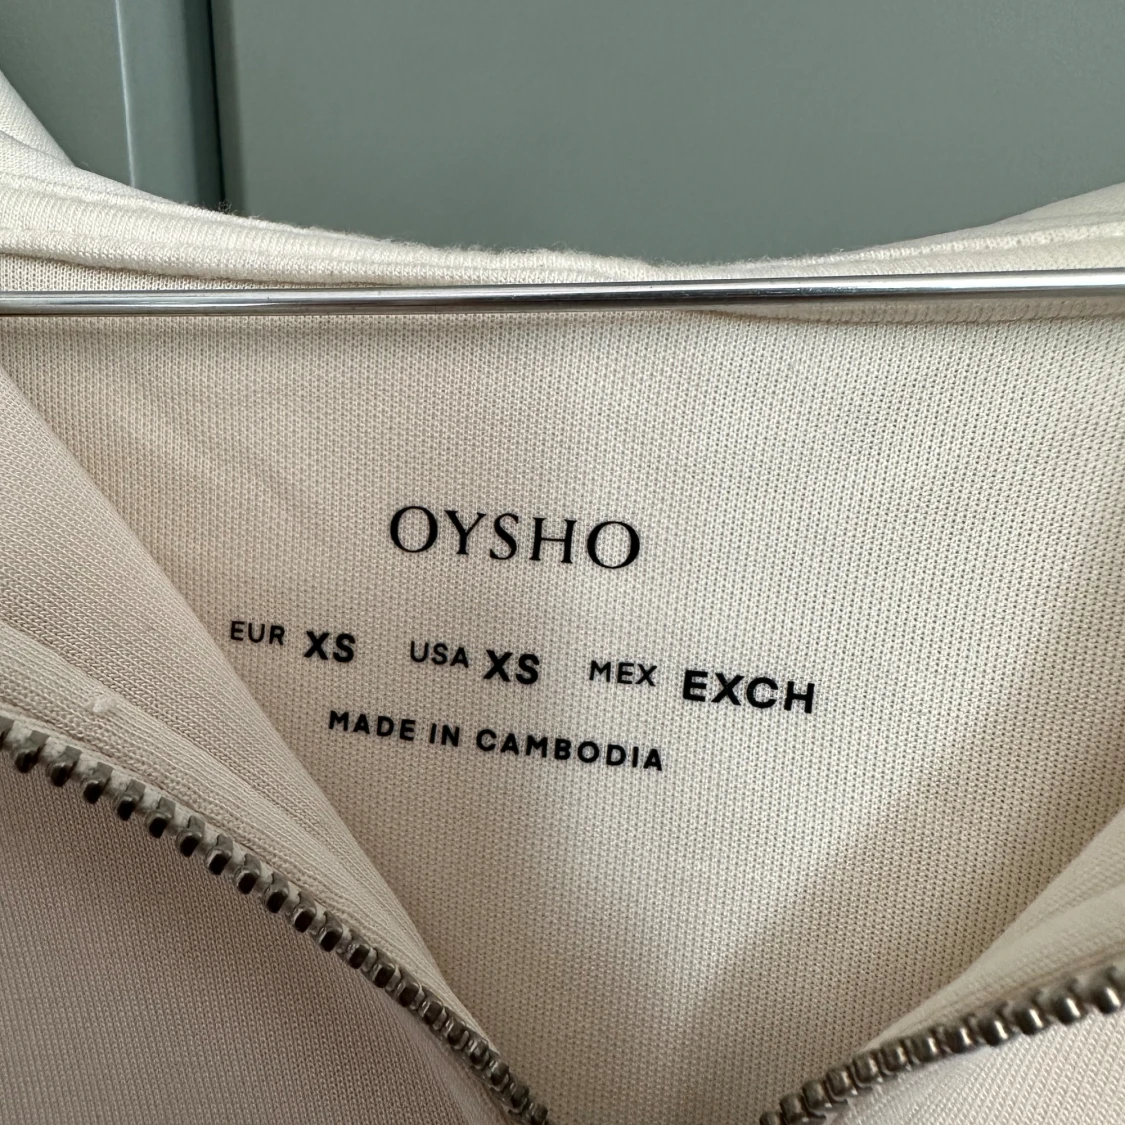 OYSHO
EUR XS USA XS MEX EXCH
MADE IN CAMBODIA